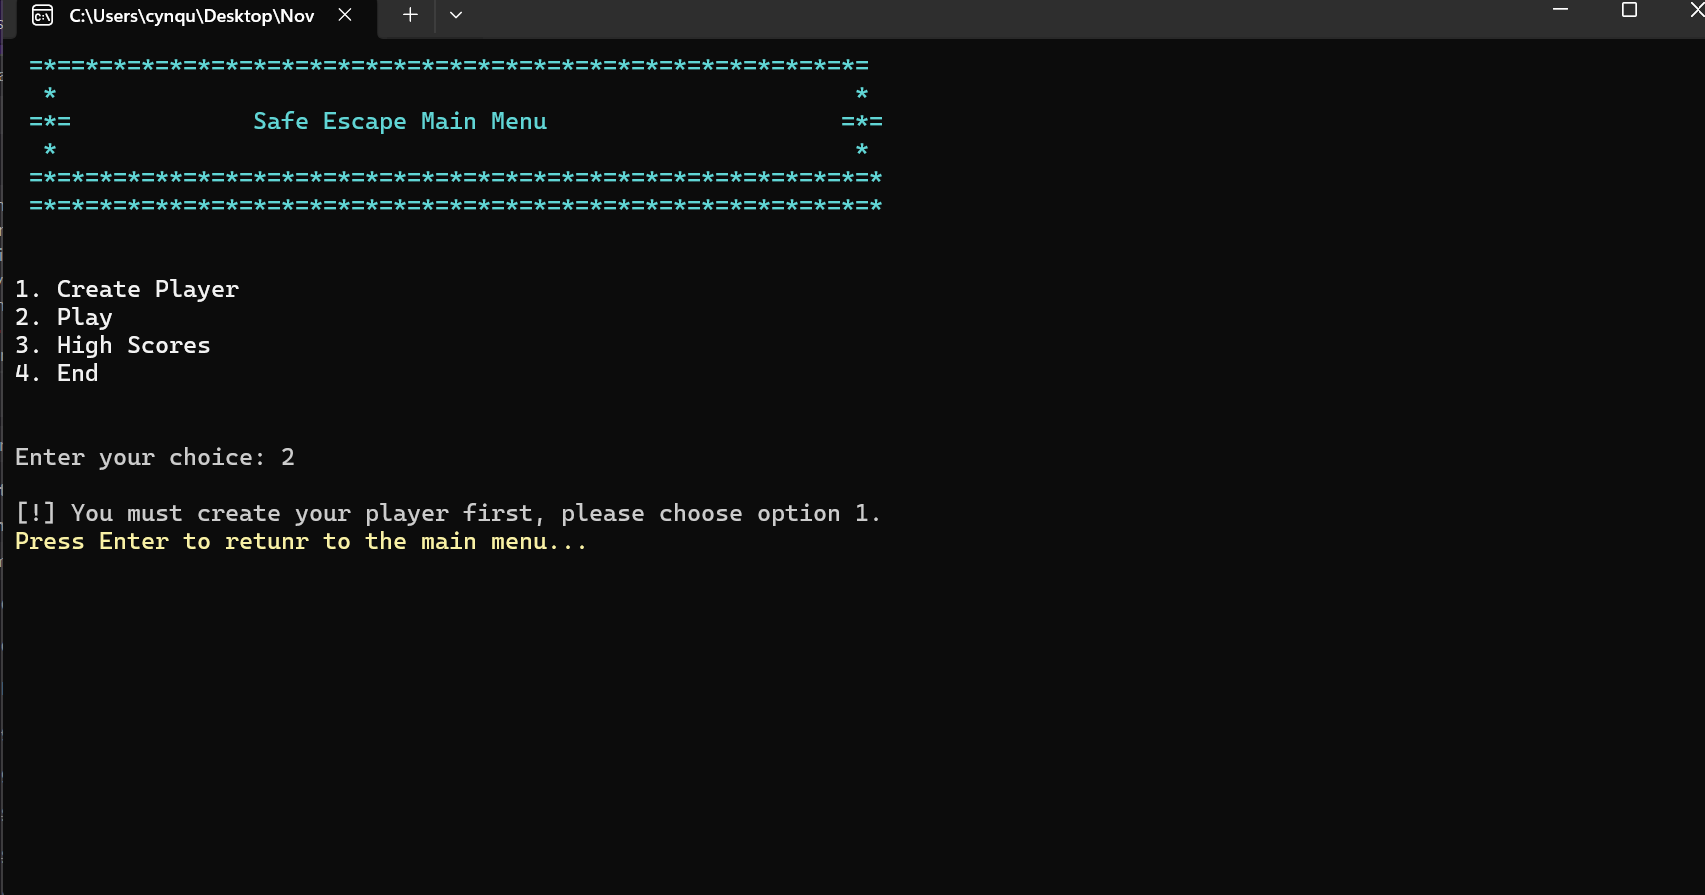 C:\Users\cynqu\Desktop\Nov
=*==*=*=*=*=*=*=*=*=*=*=*=*=*=*=*=*=*=*=*=*=*=*=*=*=*=*=*=*=
*                                                          *
=*=             Safe Escape Main Menu                     =*=
*                                                          *
=*=*=*=*=**=*=*=*=*=*=*=*=*=*=*=*=*=*=*=*=*=*=*=*=*=*=*=*=*=*
=*=*=*=*=**=*=*=*=*=*=*=*=*=*=*=*=*=*=*=*=*=*=*=*=*=*=*=*=*=*
1. Create Player
2. Play
3. High Scores
4. End
Enter your choice: 2
[!] You must create your player first, please choose option 1.
Press Enter to retunr to the main menu...